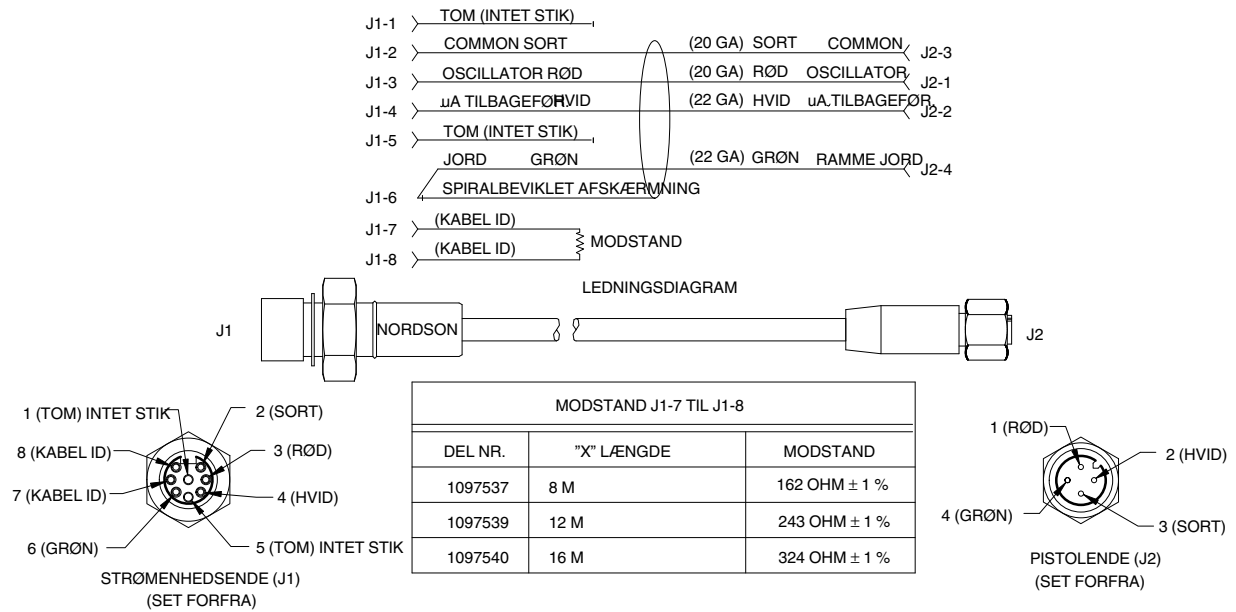 J1-1 TOM (INTET STIK)
J1-2 COMMON SORT (20 GA) SORT COMMON J2-3
J1-3 OSCILLATOR RØD (20 GA) RØD OSCILLATOR J2-1
J1-4 uA TILBAGEFØR. HVID (22 GA) HVID uA.TILBAGEFØR. J2-2
J1-5 TOM (INTET STIK)
JORD GRØN (22 GA) GRØN RAMME JORD J2-4
J1-6 SPIRALBEVIKLET AFSKÆRMNING
J1-7 (KABEL ID)
MODSTAND
J1-8 (KABEL ID)
LEDNINGSDIAGRAM
J1 NORDSON J2
1 (TOM) INTET STIK
2 (SORT)
8 (KABEL ID)
3 (RØD)
7 (KABEL ID)
4 (HVID)
6 (GRØN)
5 (TOM) INTET STIK
STRØMENHEDSENDE (J1)
(SET FORFRA)
MODSTAND J1-7 TIL J1-8
DEL NR. ”X” LÆNGDE MODSTAND
1097537 8 M 162 OHM ± 1 %
1097539 12 M 243 OHM ± 1 %
1097540 16 M 324 OHM ± 1 %
1 (RØD)
2 (HVID)
4 (GRØN)
3 (SORT)
PISTOLENDE (J2)
(SET FORFRA)